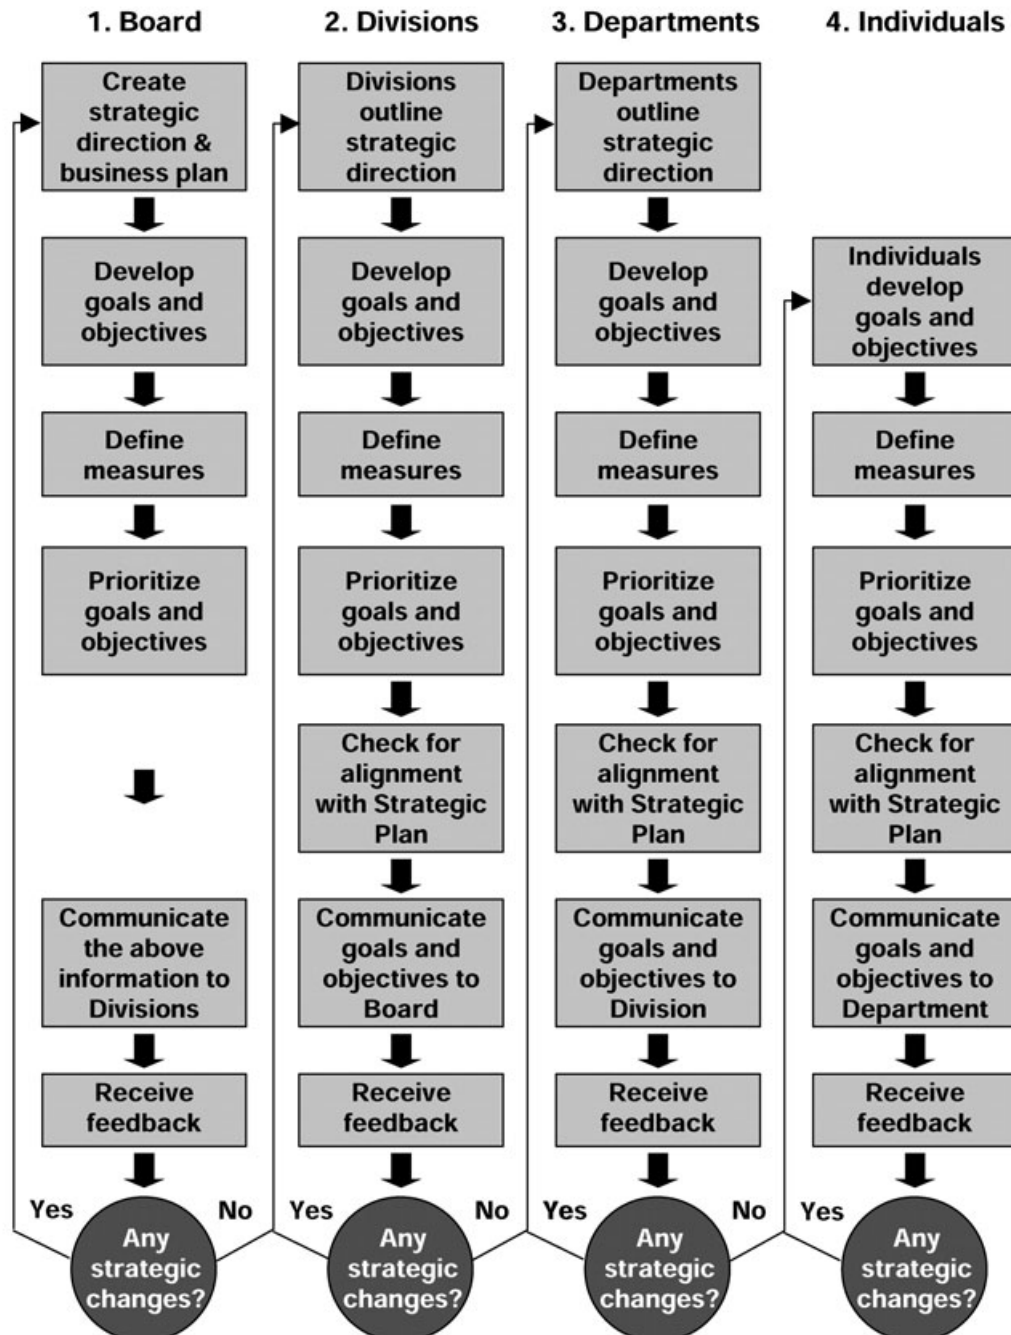 1. Board
2. Divisions
3. Departments
4. Individuals
Create
strategic
direction &
business plan
Develop
goals and
objectives
Define
measures
Prioritize
goals and
objectives
Communicate
the above
information to
Divisions
Receive
feedback
Yes
Any
strategic
changes?
No
Divisions
outline
strategic
direction
Develop
goals and
objectives
Define
measures
Prioritize
goals and
objectives
Check for
alignment
with Strategic
Plan
Communicate
goals and
objectives to
Board
Receive
feedback
Yes
Any
strategic
changes?
No
Departments
outline
strategic
direction
Develop
goals and
objectives
Define
measures
Prioritize
goals and
objectives
Check for
alignment
with Strategic
Plan
Communicate
goals and
objectives to
Division
Receive
feedback
Yes
Any
strategic
changes?
No
Individuals
develop
goals and
objectives
Define
measures
Prioritize
goals and
objectives
Check for
alignment
with Strategic
Plan
Communicate
goals and
objectives to
Department
Receive
feedback
Yes
Any
strategic
changes?